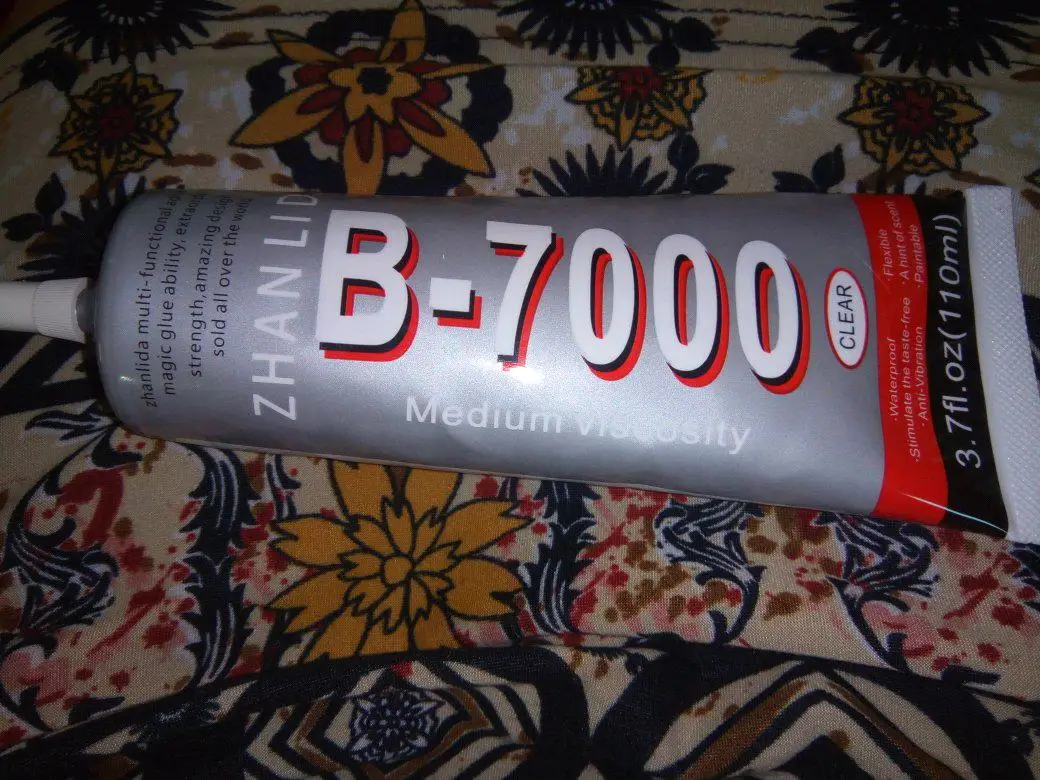 zhanlida multi-functional
magic glue ability,
strength,amazing
sold all over the
ZHANLID
B-7000
Medium viscosity
CLEAR
·Waterproof
·Stimulate the taste-free
·Anti-Vibration
·Flexible
·A hint of scent
·Paintable
3.7fl.oz(110ml)